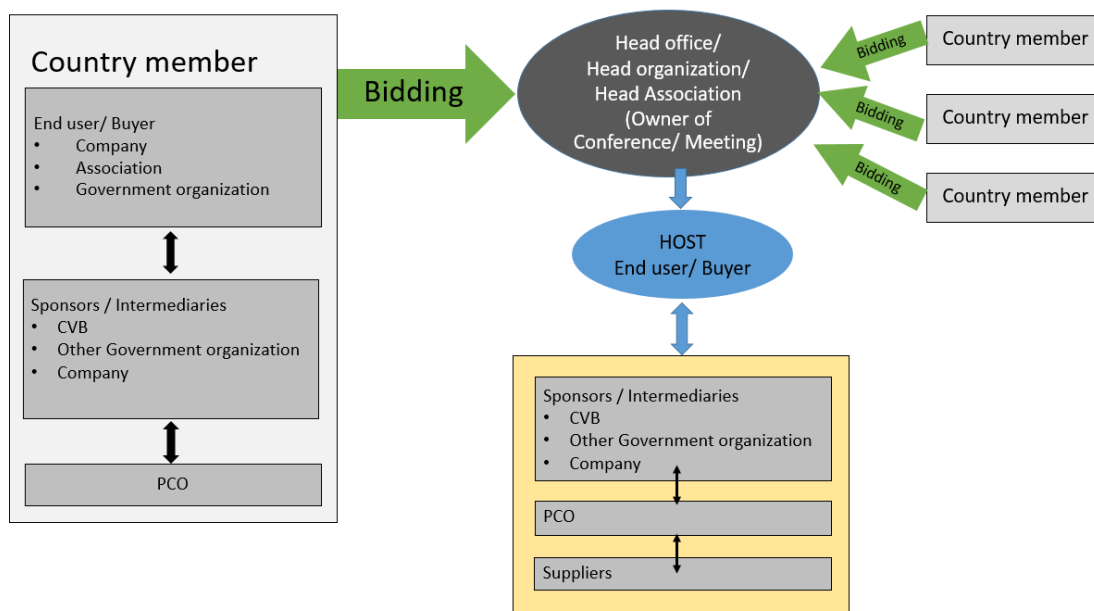 Country member
End user/ Buyer
• Company
• Association
• Government organization
Sponsors / Intermediaries
• CVB
• Other Government organization
• Company
PCO
Bidding
Head office/
Head organization/
Head Association
(Owner of
Conference/ Meeting)
Bidding
Country member
Bidding
Country member
Bidding
Country member
HOST
End user/ Buyer
Sponsors / Intermediaries
• CVB
• Other Government organization
• Company
PCO
Suppliers